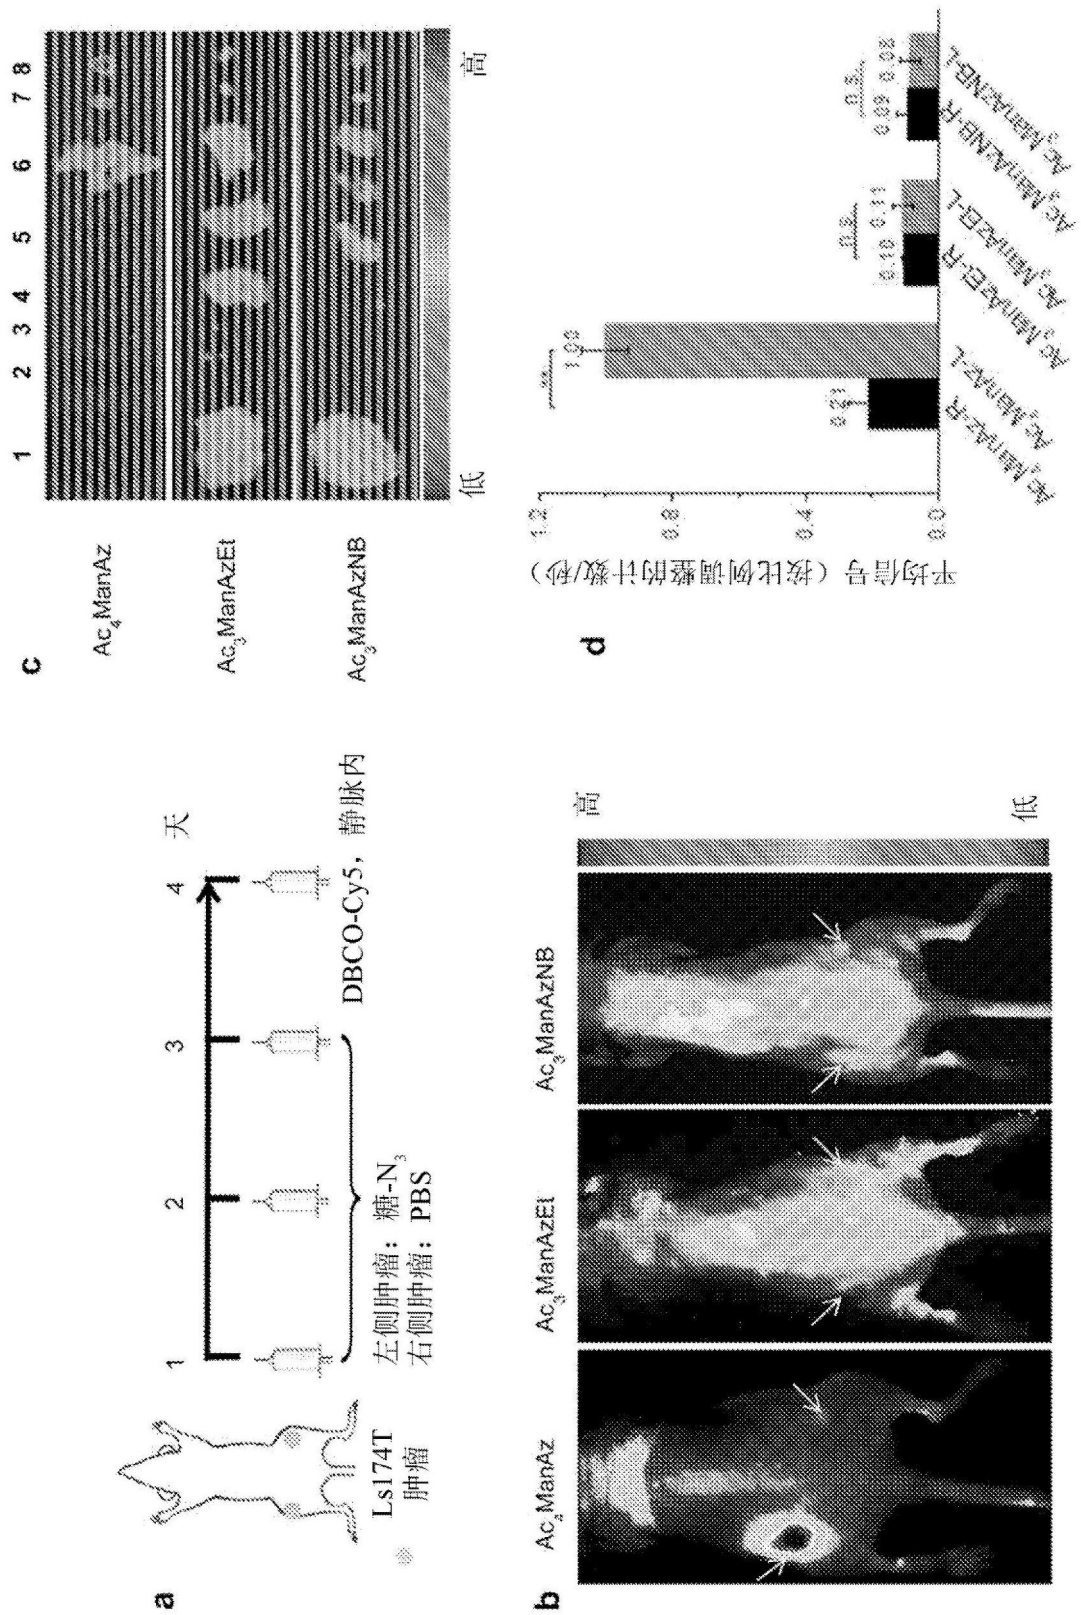 a
1 2 3 4 天
Ls174T
肿瘤
左侧肿瘤：糖-N₃
右侧肿瘤：PBS
DBCO-Cy5，静脉内
b
Ac₄ManAz Ac₃ManAzEt Ac₃ManAzNB
高
低
c
1 2 3 4 5 6 7 8
Ac₄ManAz
Ac₃ManAzEt
Ac₃ManAzNB
低 高
d
平均信号（按比例调整的计数/秒）
1.2
0.8
0.4
0.0
**
n.s.
n.s.
0.21 1.00 0.10 0.11 0.09 0.08
Ac₄ManAz-R
Ac₄ManAz-L
Ac₃ManAzEt-R
Ac₃ManAzEt-L
Ac₃ManAzNB-R
Ac₃ManAzNB-L